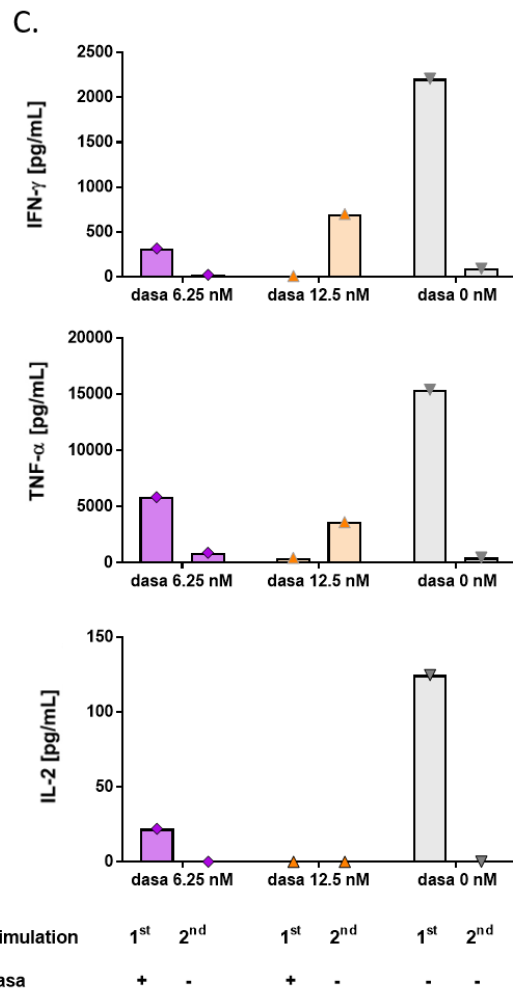 C.
IFN-γ [pg/mL]
2500
2000
1500
1000
500
0
dasa 6.25 nM dasa 12.5 nM dasa 0 nM
TNF-α [pg/mL]
20000
15000
10000
5000
0
dasa 6.25 nM dasa 12.5 nM dasa 0 nM
IL-2 [pg/mL]
150
100
50
0
dasa 6.25 nM dasa 12.5 nM dasa 0 nM
imulation 1st 2nd 1st 2nd 1st 2nd
asa + - + - - -